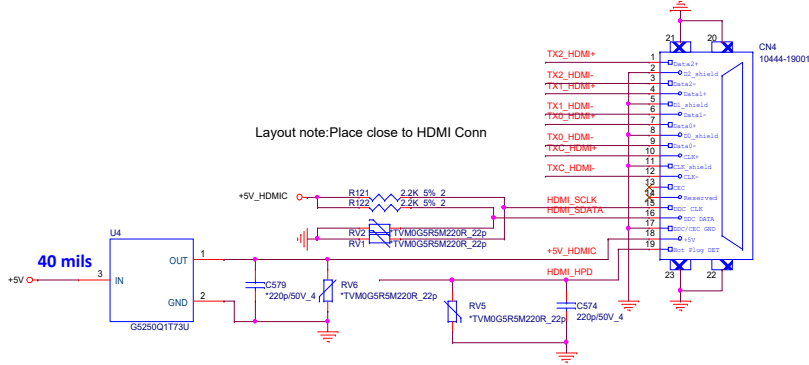 21
20
CN4
10444-19001
TX2_HDMI+
1
Data2+
2
D2_shield
TX2_HDMI-
3
Data2-
TX1_HDMI+
4
Data1+
5
D1_shield
TX1_HDMI-
6
Data1-
TX0_HDMI+
7
Data0+
8
D0_shield
TX0_HDMI-
9
Data0-
TXC_HDMI+
10
CLK+
11
CLK_shield
TXC_HDMI-
12
CLK-
13
CEC
14
Reserved
HDMI_SCLK
15
DDC CLK
HDMI_SDATA
16
DDC DATA
17
DDC/CEC GND
+5V_HDMIC
18
+5V
19
Hot Plug DET
HDMI_HPD
23
22
Layout note:Place close to HDMI Conn
+5V_HDMIC
R121 2.2K 5% 2
R122 2.2K 5% 2
RV2 *TVM0G5R5M220R_22p
RV1 *TVM0G5R5M220R_22p
U4
40 mils
+5V
3
IN
OUT
1
GND
2
G5250Q1T73U
C579
*220p/50V_4
RV6
*TVM0G5R5M220R_22p
RV5
*TVM0G5R5M220R_22p
C574
220p/50V_4